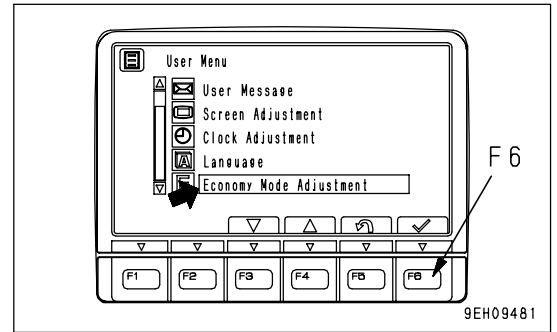 User Menu
User Message
Screen Adjustment
Clock Adjustment
A Language
Economy Mode Adjustment
F6
F1 F2 F3 F4 F5 F6
9EH09481